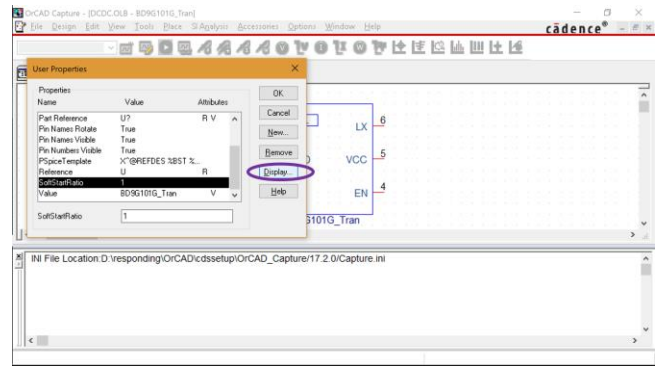 OrCAD Capture - [DCDC.OLB - BD9G101G_Tran]
File Design Edit View Tools Place SI Analysis Accessories Options Window Help
cādence®
User Properties
Properties
Name Value Attributes
Part Reference U? R V
Pin Names Rotate True
Pin Names Visible True
Pin Numbers Visible True
PSpiceTemplate X^@REFDES %BST %...
Reference U R
SoftStartRatio 1
Value BD9G101G_Tran V
SoftStartRatio 1
OK
Cancel
New...
Remove
Display...
Help
LX 6
VCC 5
EN 4
G101G_Tran
INI File Location:D:\responding\OrCAD\cdssetup\OrCAD_Capture/17.2.0/Capture.ini